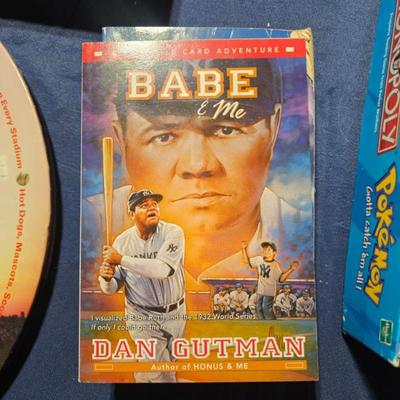 CARD ADVENTURE
BABE
& Me
I visualized Babe Ruth and the 1932 World Series.
If only I could go there...
DAN GUTMAN
Author of HONUS & ME
Every Stadium • Hot Dogs, Mascots,
MONOPOLY
POKéMON
Gotta catch 'em all!